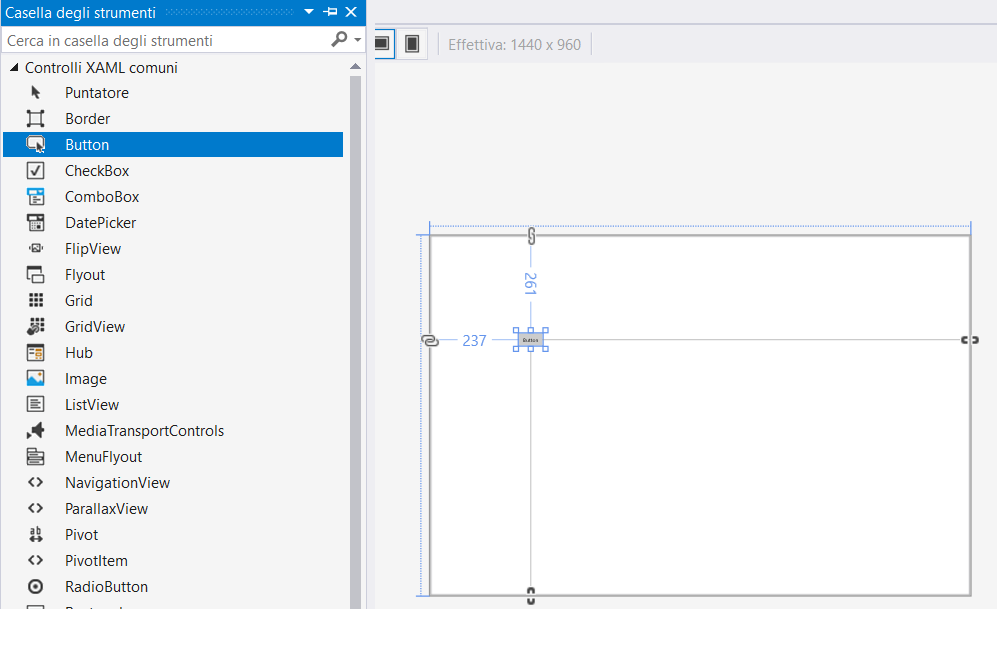 Casella degli strumenti
Cerca in casella degli strumenti
Effettiva: 1440 x 960
Controlli XAML comuni
Puntatore
Border
Button
CheckBox
ComboBox
DatePicker
FlipView
Flyout
Grid
GridView
Hub
Image
ListView
MediaTransportControls
MenuFlyout
NavigationView
ParallaxView
Pivot
PivotItem
RadioButton
261
237
Button